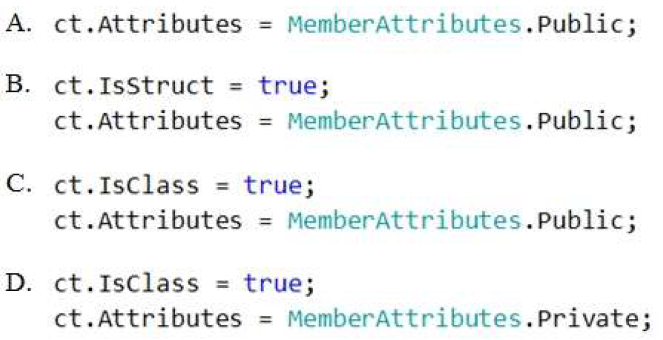 A. ct.Attributes = MemberAttributes.Public;
B. ct.IsStruct = true;
ct.Attributes = MemberAttributes.Public;
C. ct.IsClass = true;
ct.Attributes = MemberAttributes.Public;
D. ct.IsClass = true;
ct.Attributes = MemberAttributes.Private;